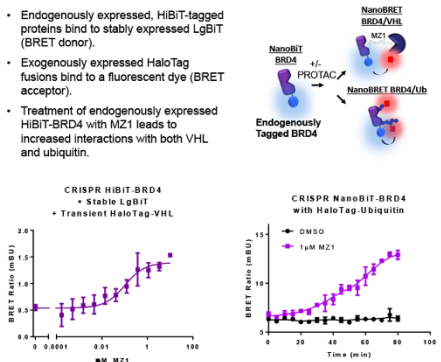 • Endogenously expressed, HiBiT-tagged
proteins bind to stably expressed LgBiT
(BRET donor).
• Exogenously expressed HaloTag
fusions bind to a fluorescent dye (BRET
acceptor).
• Treatment of endogenously expressed
HiBiT-BRD4 with MZ1 leads to
increased interactions with both VHL
and ubiquitin.
NanoBRET
BRD4/VHL
MZ1
NanoBiT
BRD4
+/-
PROTAC
NanoBRET BRD4/Ub
Endogenously
Tagged BRD4
CRISPR HiBiT-BRD4
+ Stable LgBiT
+ Transient HaloTag-VHL
BRET Ratio (mBU)
2.0
1.5
1.0
0.5
0.0
0
0.0001
0.01
1
100
µM MZ1
CRISPR NanoBiT-BRD4
with HaloTag-Ubiquitin
DMSO
1µM MZ1
BRET Ratio (mBU)
15
10
5
0
20
40
60
80
100
Time (min)